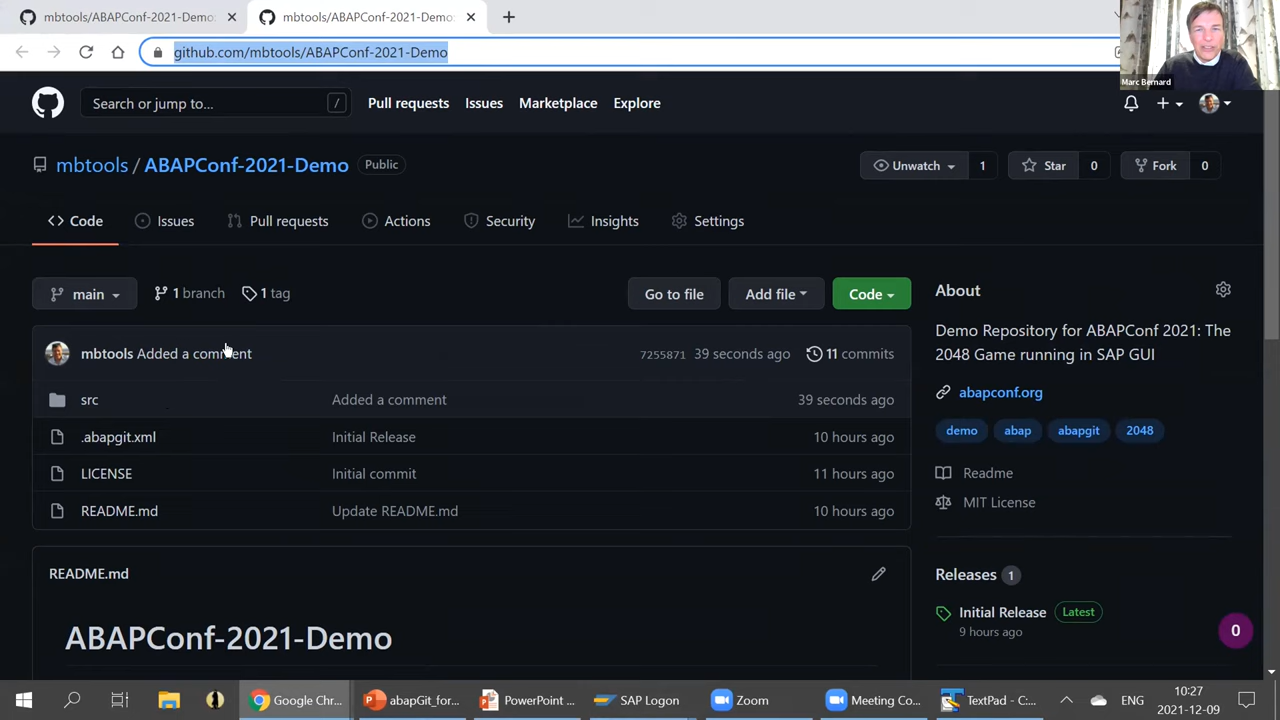 mbtools/ABAPConf-2021-Demo:
mbtools/ABAPConf-2021-Demo:
github.com/mbtools/ABAPConf-2021-Demo
Marc Bernard
Search or jump to...
/
Pull requests
Issues
Marketplace
Explore
mbtools / ABAPConf-2021-Demo
Public
Unwatch
1
Star
0
Fork
0
Code
Issues
Pull requests
Actions
Security
Insights
Settings
main
1 branch
1 tag
Go to file
Add file
Code
mbtools Added a comment
7255871 39 seconds ago
11 commits
src
Added a comment
39 seconds ago
.abapgit.xml
Initial Release
10 hours ago
LICENSE
Initial commit
11 hours ago
README.md
Update README.md
10 hours ago
README.md
ABAPConf-2021-Demo
About
Demo Repository for ABAPConf 2021: The
2048 Game running in SAP GUI
abapconf.org
demo
abap
abapgit
2048
Readme
MIT License
Releases 1
Initial Release
Latest
9 hours ago
0
Google Chr...
abapGit_for...
PowerPoint ...
SAP Logon
Zoom
Meeting Co...
TextPad - C:...
ENG
10:27
2021-12-09